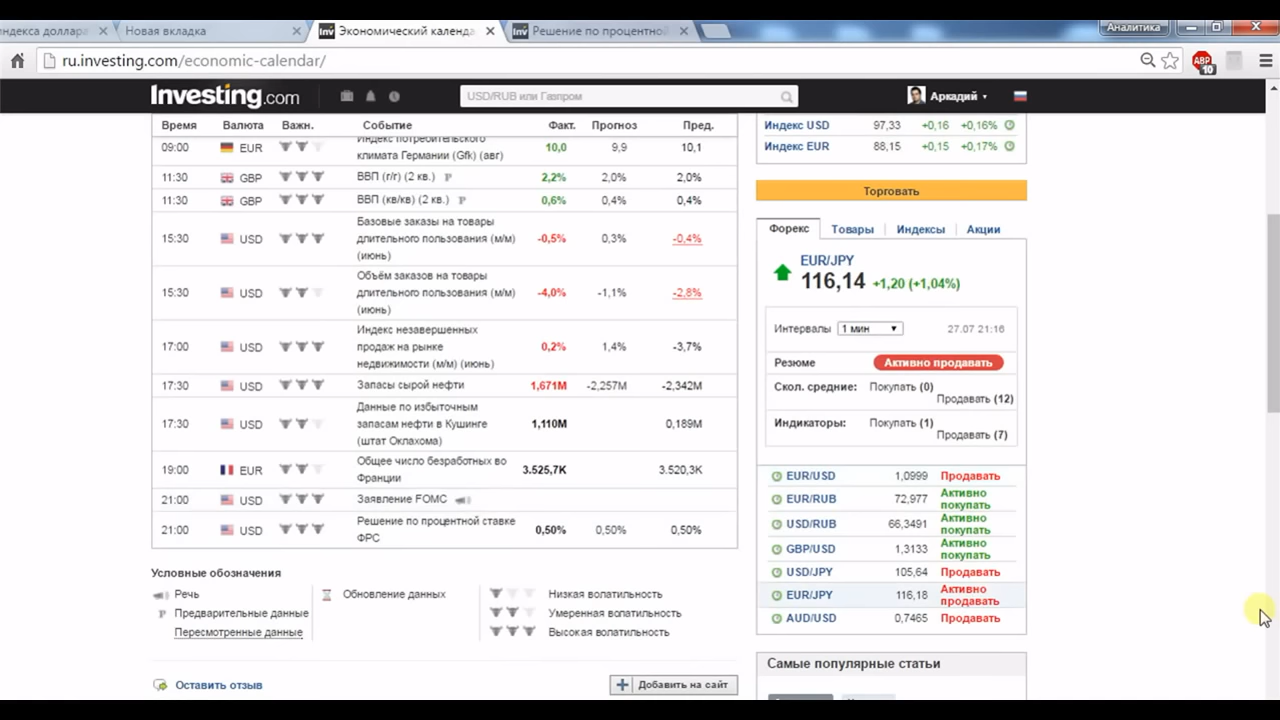 ндекса доллара
Новая вкладка
Экономический календа
Решение по процентной
Аналитика
ru.investing.com/economic-calendar/
ABP
10
Investing.com
USD/RUB или Газпром
Аркадий
Время Валюта Важн. Событие Факт. Прогноз Пред.
09:00 EUR Индекс потребительского климата Германии (Gfk) (авг) 10,0 9,9 10,1
11:30 GBP ВВП (г/г) (2 кв.) P 2,2% 2,0% 2,0%
11:30 GBP ВВП (кв/кв) (2 кв.) P 0,6% 0,4% 0,4%
Базовые заказы на товары
15:30 USD длительного пользования (м/м) -0,5% 0,3% -0,4%
(июнь)
Объём заказов на товары
15:30 USD длительного пользования (м/м) -4,0% -1,1% -2,8%
(июнь)
Индекс незавершенных
17:00 USD продаж на рынке 0,2% 1,4% -3,7%
недвижимости (м/м) (июнь)
17:30 USD Запасы сырой нефти 1,671M -2,257M -2,342M
Данные по избыточным
17:30 USD запасам нефти в Кушинге 1,110M 0,189M
(штат Оклахома)
19:00 EUR Общее число безработных во 3.525,7K 3.520,3K
Франции
21:00 USD Заявление FOMC
21:00 USD Решение по процентной ставке 0,50% 0,50% 0,50%
ФРС
Условные обозначения
Речь
P Предварительные данные
Пересмотренные данные
Обновление данных
Низкая волатильность
Умеренная волатильность
Высокая волатильность
Оставить отзыв
+ Добавить на сайт
Индекс USD 97,33 +0,16 +0,16%
Индекс EUR 88,15 +0,15 +0,17%
Торговать
Форекс Товары Индексы Акции
EUR/JPY
116,14 +1,20 (+1,04%)
Интервалы 1 мин 27.07 21:16
Резюме Активно продавать
Скол. средние: Покупать (0)
Продавать (12)
Индикаторы: Покупать (1)
Продавать (7)
EUR/USD 1,0999 Продавать
EUR/RUB 72,977 Активно покупать
USD/RUB 66,3491 Активно покупать
GBP/USD 1,3133 Активно покупать
USD/JPY 105,64 Продавать
EUR/JPY 116,18 Активно продавать
AUD/USD 0,7465 Продавать
Самые популярные статьи